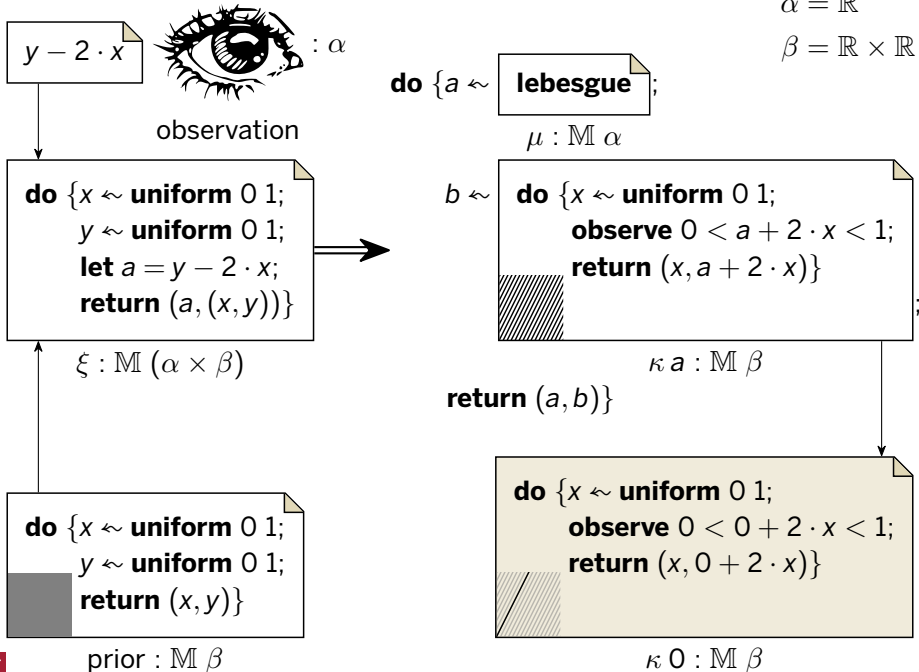 α = ℝ
β = ℝ × ℝ
y − 2 · x
: α
observation
do {a ⇜ lebesgue ;
μ : 𝕄 α
do {x ⇜ uniform 0 1;
y ⇜ uniform 0 1;
let a = y − 2 · x;
return (a, (x, y))}
ξ : 𝕄 (α × β)
b ⇜ do {x ⇜ uniform 0 1;
observe 0 < a + 2 · x < 1;
return (x, a + 2 · x)}
;
κ a : 𝕄 β
return (a, b)}
do {x ⇜ uniform 0 1;
y ⇜ uniform 0 1;
return (x, y)}
prior : 𝕄 β
do {x ⇜ uniform 0 1;
observe 0 < 0 + 2 · x < 1;
return (x, 0 + 2 · x)}
κ 0 : 𝕄 β